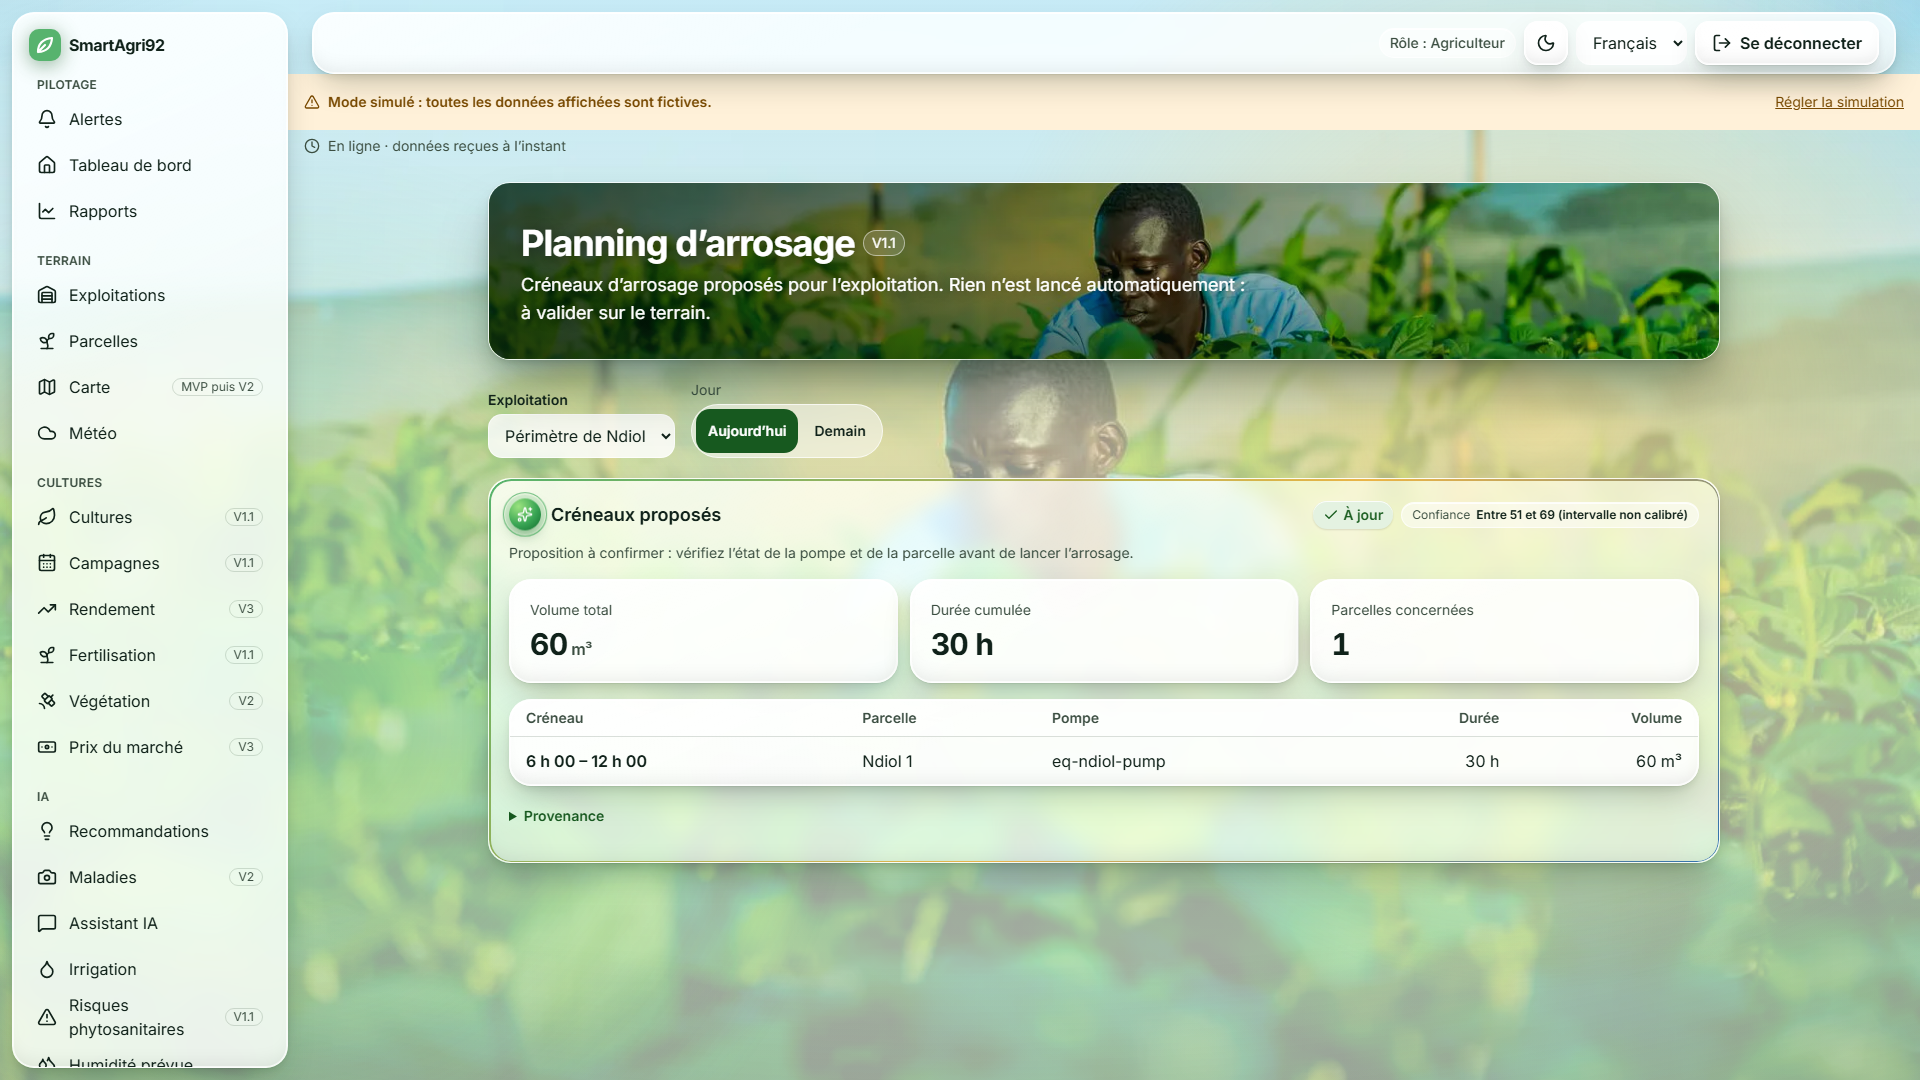 SmartAgri92
PILOTAGE
Alertes
Tableau de bord
Rapports
TERRAIN
Exploitations
Parcelles
Carte MVP puis V2
Météo
CULTURES
Cultures V1.1
Campagnes V1.1
Rendement V3
Fertilisation V1.1
Végétation V2
Prix du marché V3
IA
Recommandations
Maladies V2
Assistant IA
Irrigation
Risques
phytosanitaires V1.1
Humidité prévue
Rôle : Agriculteur
Français
Se déconnecter
Mode simulé : toutes les données affichées sont fictives.
Régler la simulation
En ligne · données reçues à l’instant
Planning d’arrosage V1.1
Créneaux d’arrosage proposés pour l’exploitation. Rien n’est lancé automatiquement :
à valider sur le terrain.
Exploitation
Périmètre de Ndiol
Jour
Aujourd’hui Demain
Créneaux proposés
À jour
Confiance Entre 51 et 69 (intervalle non calibré)
Proposition à confirmer : vérifiez l’état de la pompe et de la parcelle avant de lancer l’arrosage.
Volume total
60 m³
Durée cumulée
30 h
Parcelles concernées
1
Créneau Parcelle Pompe Durée Volume
6 h 00 – 12 h 00 Ndiol 1 eq-ndiol-pump 30 h 60 m³
Provenance